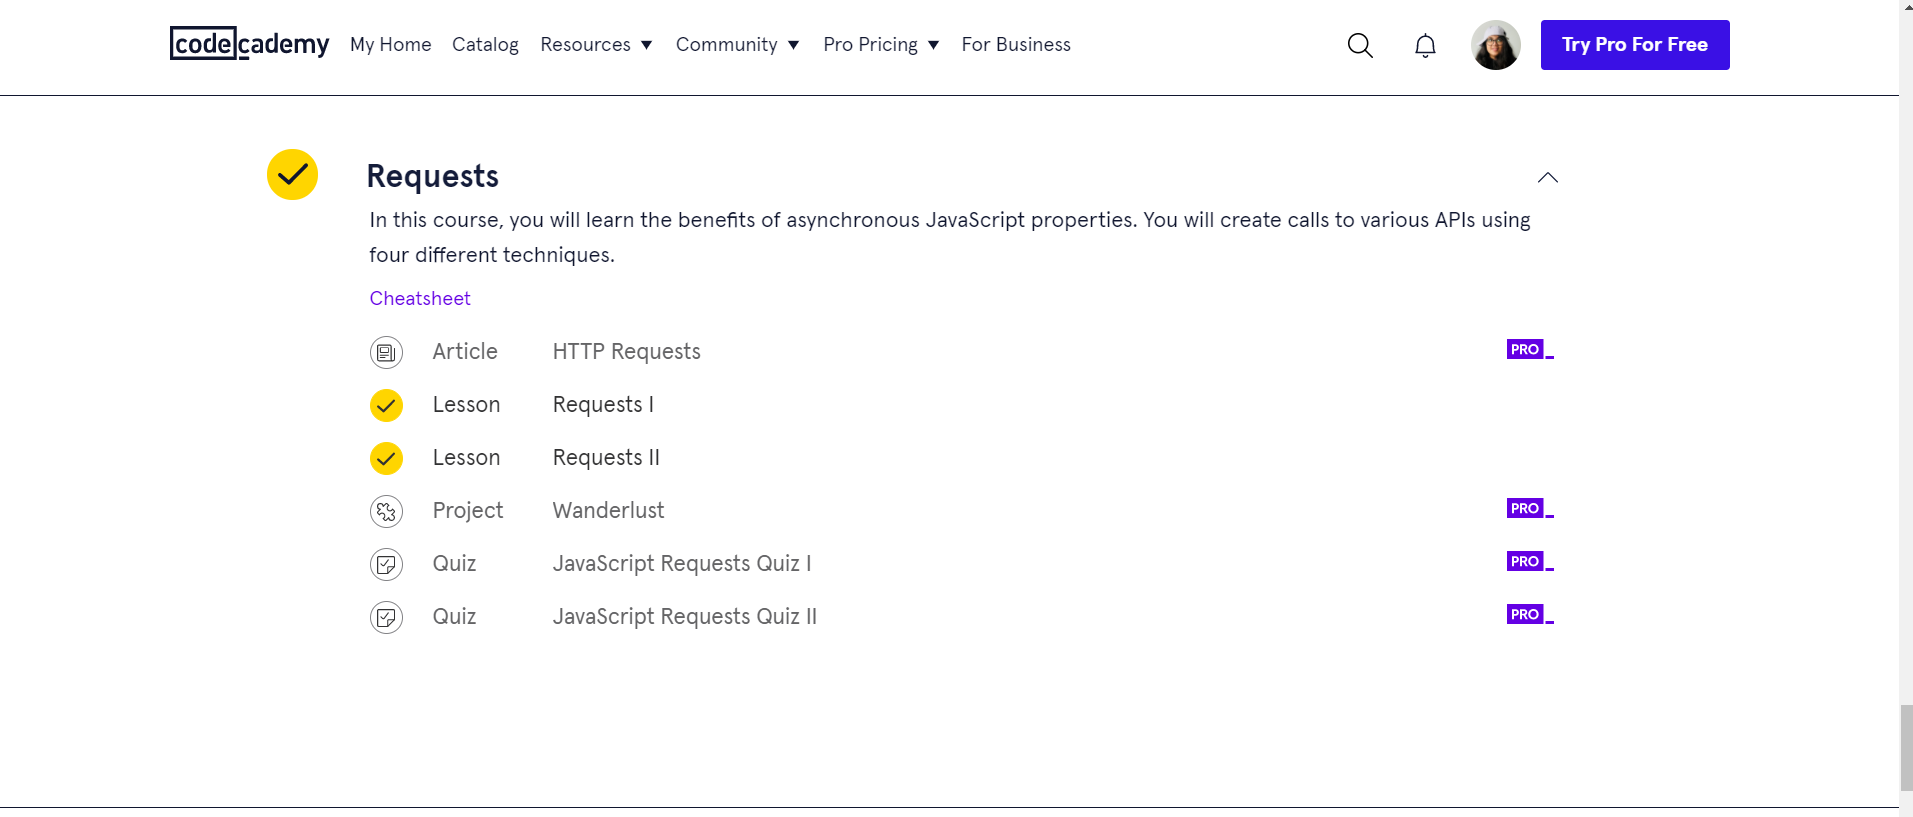 codecademy My Home Catalog Resources Community Pro Pricing For Business Try Pro For Free
Requests
In this course, you will learn the benefits of asynchronous JavaScript properties. You will create calls to various APIs using
four different techniques.
Cheatsheet
Article HTTP Requests PRO
Lesson Requests I
Lesson Requests II
Project Wanderlust PRO
Quiz JavaScript Requests Quiz I PRO
Quiz JavaScript Requests Quiz II PRO